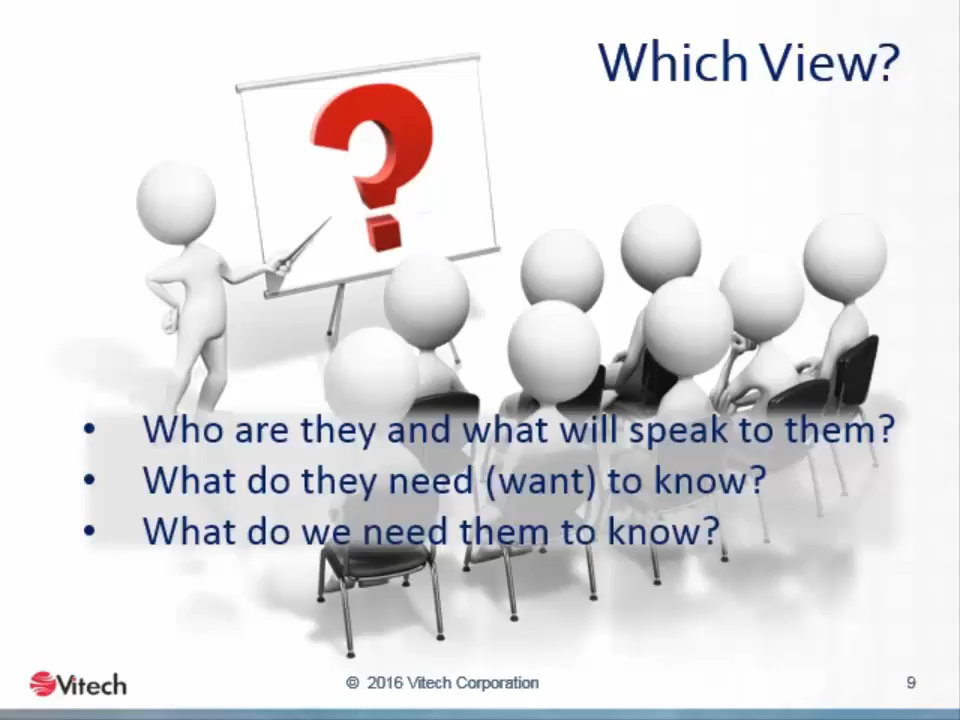 Which View?
?
• Who are they and what will speak to them?
• What do they need (want) to know?
• What do we need them to know?
Vitech
© 2016 Vitech Corporation
9